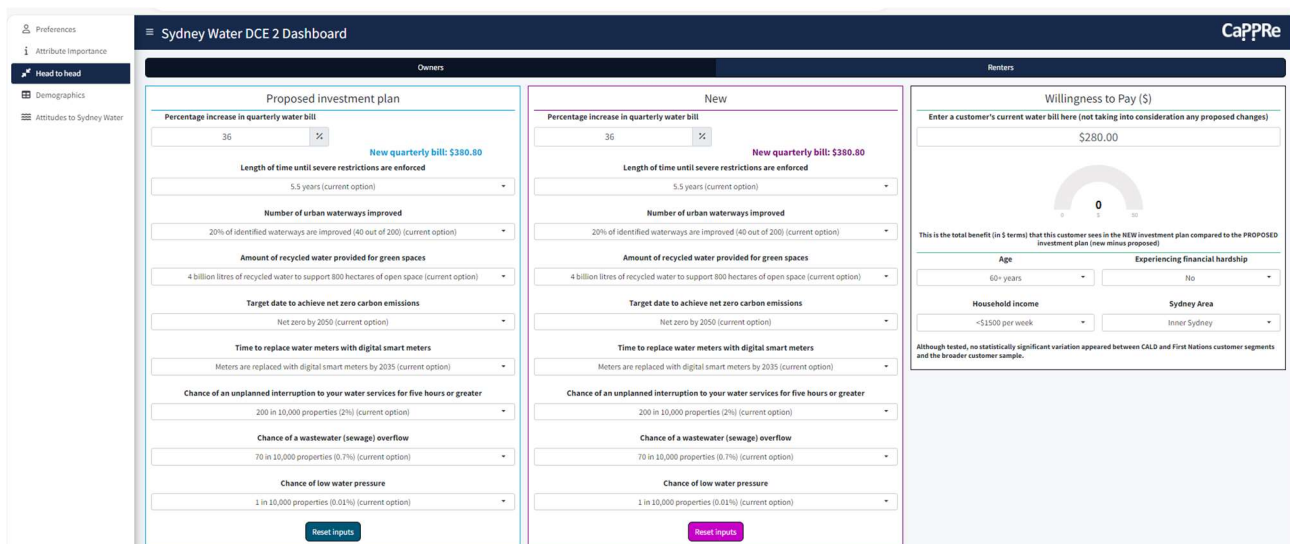 Preferences
Attribute Importance
Head to head
Demographics
Attitudes to Sydney Water
Sydney Water DCE 2 Dashboard
CaPPRe
Owners
Renters
Proposed investment plan
Percentage increase in quarterly water bill
36 %
New quarterly bill: $380.80
Length of time until severe restrictions are enforced
5.5 years (current option)
Number of urban waterways improved
20% of identified waterways are improved (40 out of 200) (current option)
Amount of recycled water provided for green spaces
4 billion litres of recycled water to support 800 hectares of open space (current option)
Target date to achieve net zero carbon emissions
Net zero by 2050 (current option)
Time to replace water meters with digital smart meters
Meters are replaced with digital smart meters by 2035 (current option)
Chance of an unplanned interruption to your water services for five hours or greater
200 in 10,000 properties (2%) (current option)
Chance of a wastewater (sewage) overflow
70 in 10,000 properties (0.7%) (current option)
Chance of low water pressure
1 in 10,000 properties (0.01%) (current option)
Reset inputs
New
Percentage increase in quarterly water bill
36 %
New quarterly bill: $380.80
Length of time until severe restrictions are enforced
5.5 years (current option)
Number of urban waterways improved
20% of identified waterways are improved (40 out of 200) (current option)
Amount of recycled water provided for green spaces
4 billion litres of recycled water to support 800 hectares of open space (current option)
Target date to achieve net zero carbon emissions
Net zero by 2050 (current option)
Time to replace water meters with digital smart meters
Meters are replaced with digital smart meters by 2035 (current option)
Chance of an unplanned interruption to your water services for five hours or greater
200 in 10,000 properties (2%) (current option)
Chance of a wastewater (sewage) overflow
70 in 10,000 properties (0.7%) (current option)
Chance of low water pressure
1 in 10,000 properties (0.01%) (current option)
Reset inputs
Willingness to Pay ($)
Enter a customer's current water bill here (not taking into consideration any proposed changes)
$280.00
0
0 $ 50
This is the total benefit (in $ terms) that this customer sees in the NEW investment plan compared to the PROPOSED
investment plan (new minus proposed)
Age
Experiencing financial hardship
60+ years
No
Household income
Sydney Area
<$1500 per week
Inner Sydney
Although tested, no statistically significant variation appeared between CALD and First Nations customer segments
and the broader customer sample.